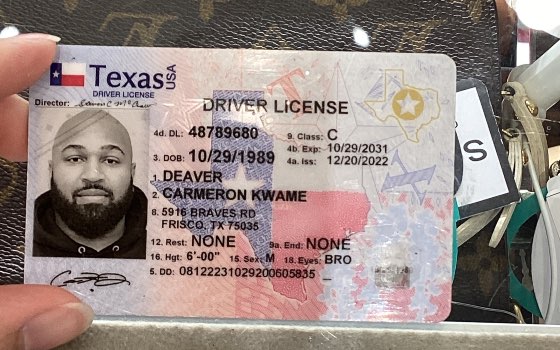 Texas USA
DRIVER LICENSE
Director:
DRIVER LICENSE
4d. DL: 48789680 9. Class: C
4b. Exp: 10/29/2031
3. DOB: 10/29/1989 4a. Iss: 12/20/2022
1. DEAVER
2. CARMERON KWAME
8. 5916 BRAVES RD
FRISCO, TX 75035
12. Rest: NONE 9a. End: NONE
16. Hgt: 6'-00" 15. Sex: M 18. Eyes: BRO
5. DD: 08122231029200605835
S